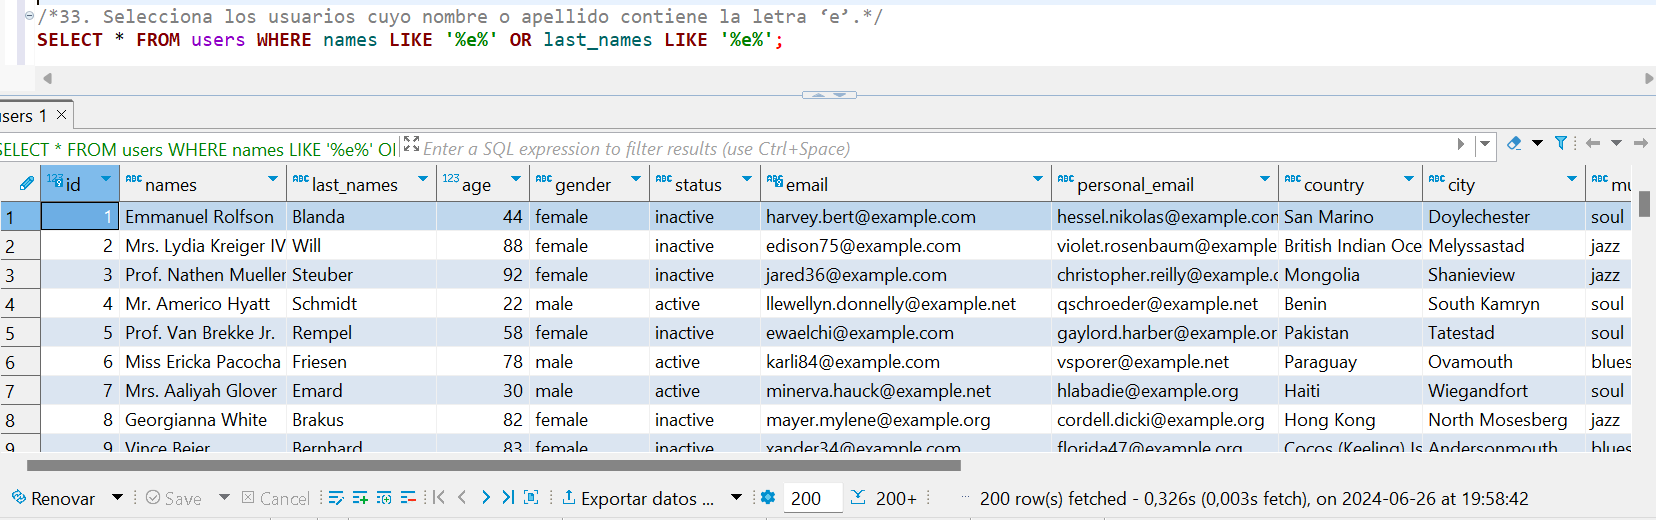 /*33. Selecciona los usuarios cuyo nombre o apellido contiene la letra ‘e’.*/
SELECT * FROM users WHERE names LIKE '%e%' OR last_names LIKE '%e%';
sers 1
SELECT * FROM users WHERE names LIKE '%e%' OI Enter a SQL expression to filter results (use Ctrl+Space)
123 id ABC names ABC last_names 123 age ABC gender ABC status ABC email ABC personal_email ABC country ABC city ABC mu
1 1 Emmanuel Rolfson Blanda 44 female inactive harvey.bert@example.com hessel.nikolas@example.con San Marino Doylechester soul
2 2 Mrs. Lydia Kreiger IV Will 88 female inactive edison75@example.com violet.rosenbaum@example British Indian Oce Melyssastad jazz
3 3 Prof. Nathen Mueller Steuber 92 female inactive jared36@example.com christopher.reilly@example.c Mongolia Shanieview jazz
4 4 Mr. Americo Hyatt Schmidt 22 male active llewellyn.donnelly@example.net qschroeder@example.net Benin South Kamryn soul
5 5 Prof. Van Brekke Jr. Rempel 58 female inactive ewaelchi@example.com gaylord.harber@example.or Pakistan Tatestad soul
6 6 Miss Ericka Pacocha Friesen 78 male active karli84@example.com vsporer@example.net Paraguay Ovamouth blues
7 7 Mrs. Aaliyah Glover Emard 30 male active minerva.hauck@example.net hlabadie@example.org Haiti Wiegandfort soul
8 8 Georgianna White Brakus 82 female inactive mayer.mylene@example.org cordell.dicki@example.org Hong Kong North Mosesberg jazz
9 9 Vince Beier Bernhard 83 female inactive xander34@example.com florida47@example.org Cocos (Keeling) Is Andersonmouth blues
Renovar Save Cancel Exportar datos ... 200 200+ 200 row(s) fetched - 0,326s (0,003s fetch), on 2024-06-26 at 19:58:42